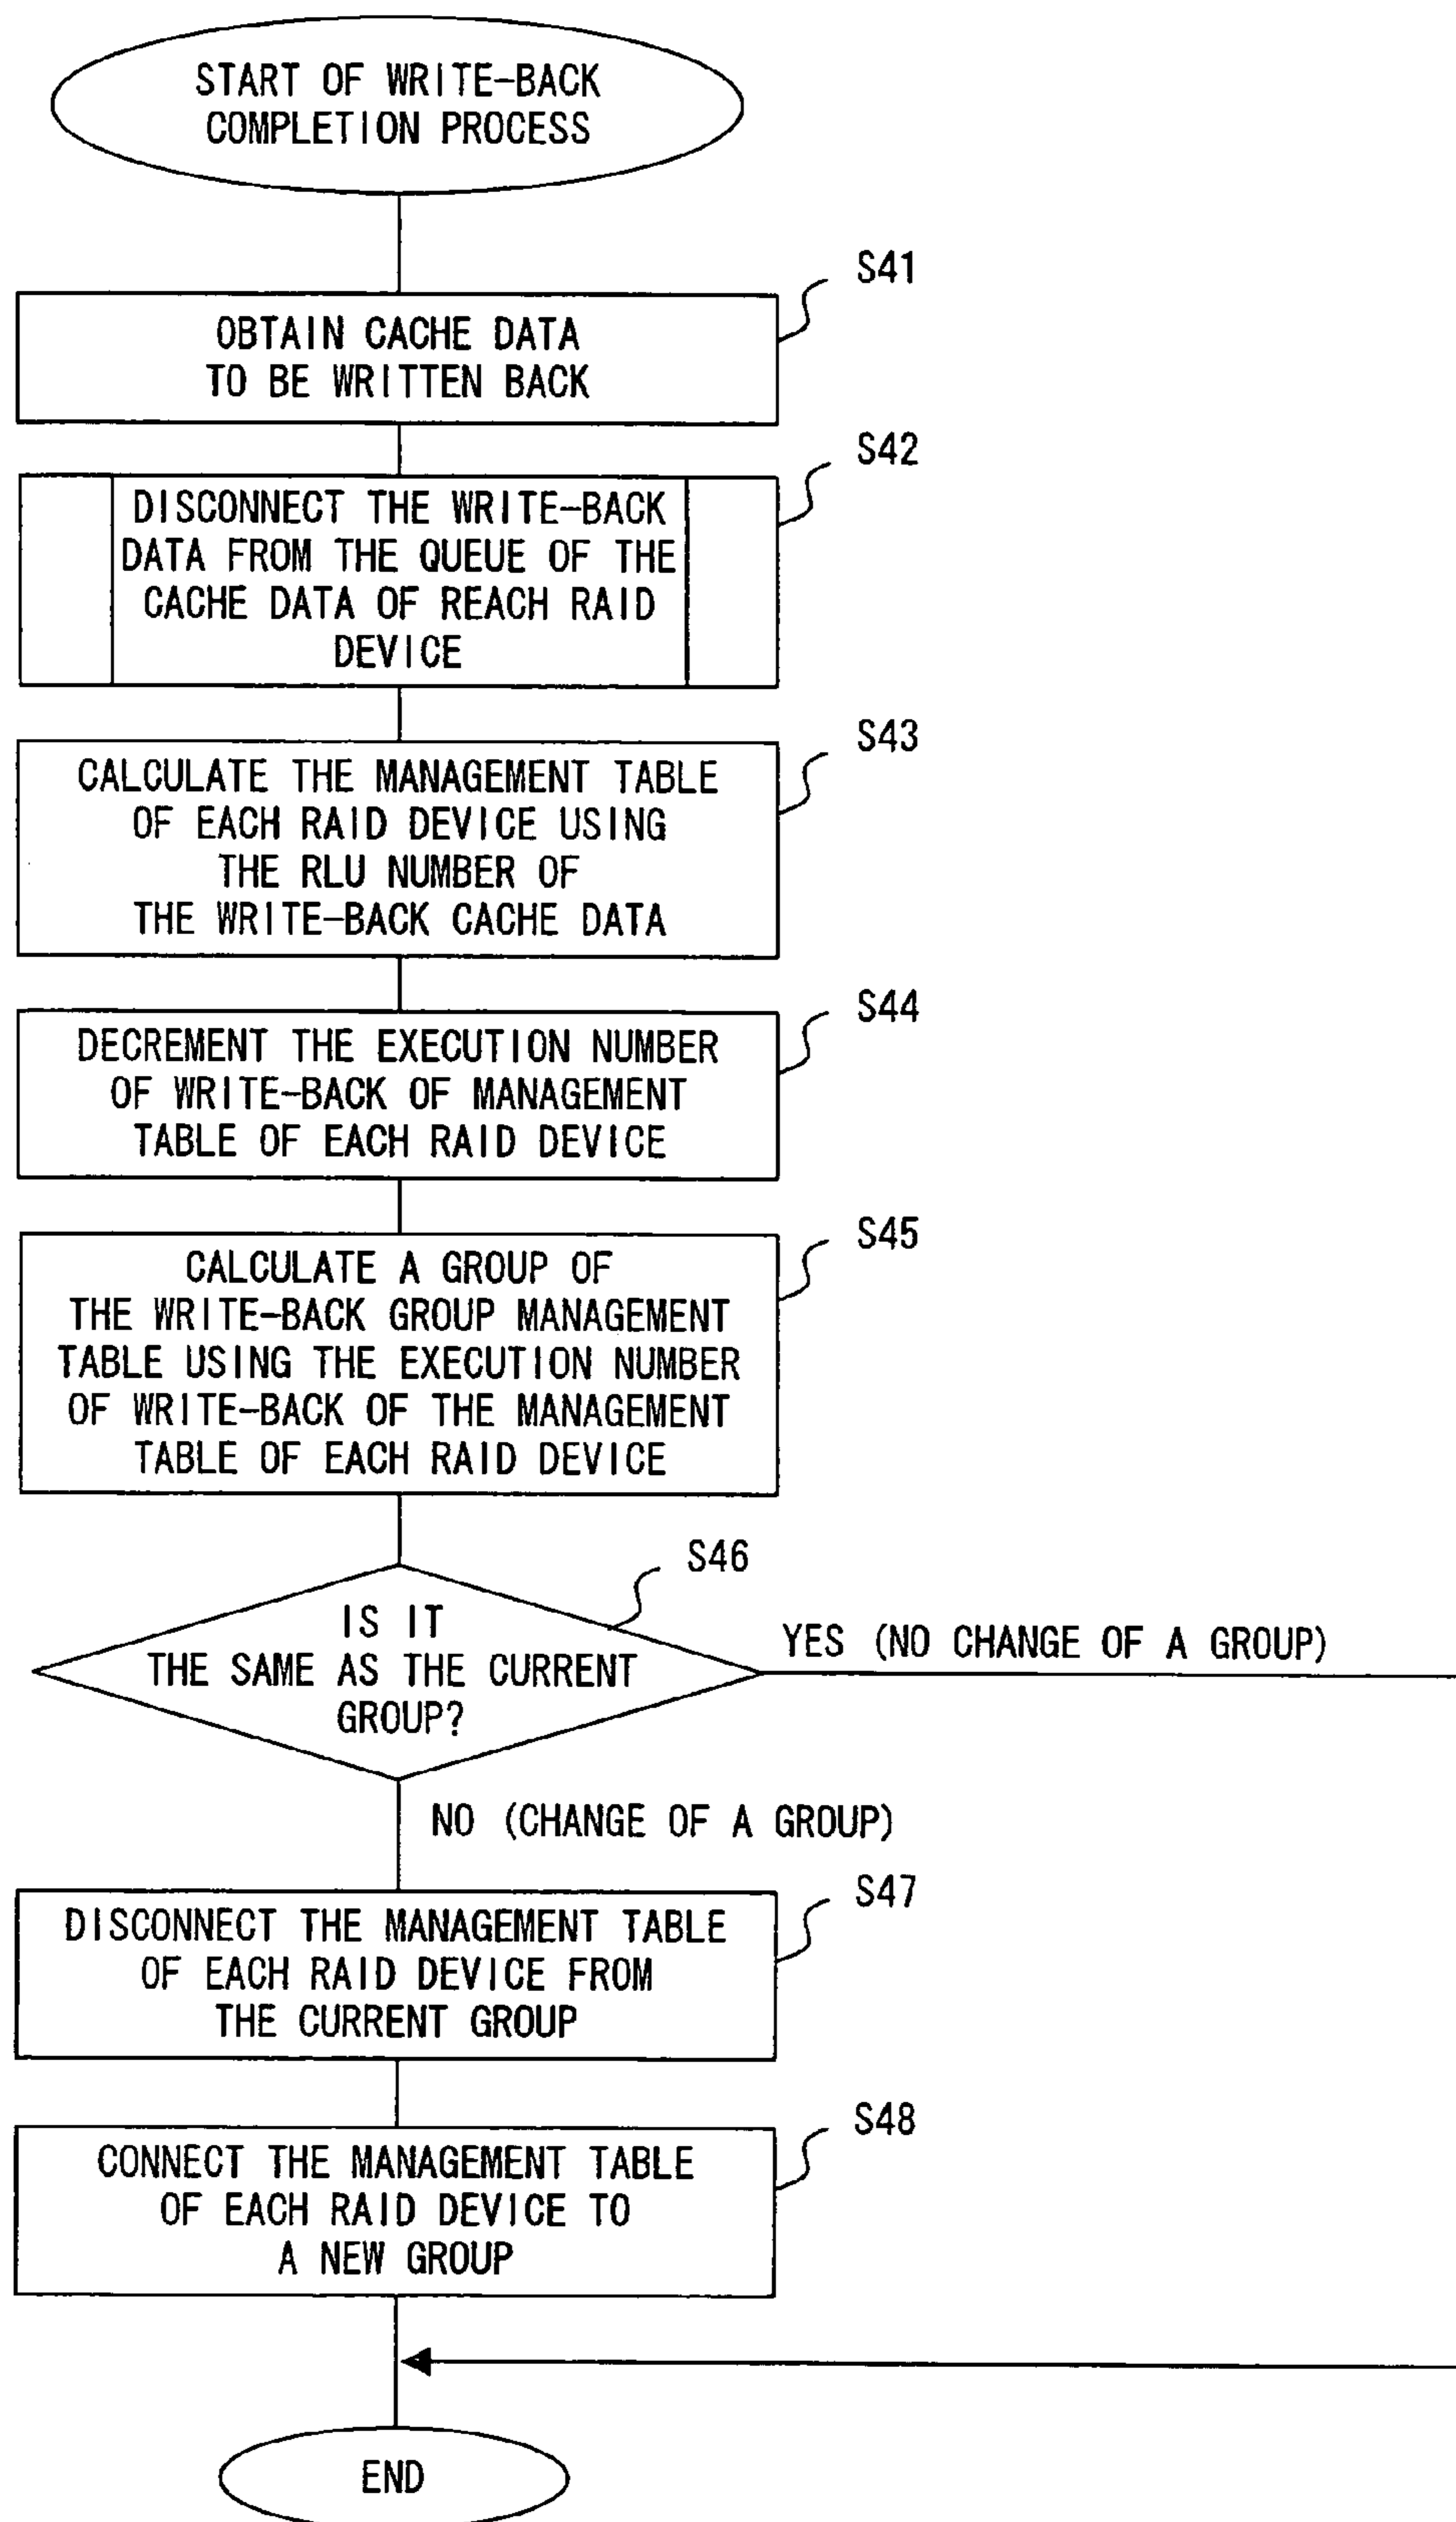 START OF WRITE-BACK
COMPLETION PROCESS
S41
OBTAIN CACHE DATA
TO BE WRITTEN BACK
S42
DISCONNECT THE WRITE-BACK
DATA FROM THE QUEUE OF THE
CACHE DATA OF REACH RAID
DEVICE
S43
CALCULATE THE MANAGEMENT TABLE
OF EACH RAID DEVICE USING
THE RLU NUMBER OF
THE WRITE-BACK CACHE DATA
S44
DECREMENT THE EXECUTION NUMBER
OF WRITE-BACK OF MANAGEMENT
TABLE OF EACH RAID DEVICE
S45
CALCULATE A GROUP OF
THE WRITE-BACK GROUP MANAGEMENT
TABLE USING THE EXECUTION NUMBER
OF WRITE-BACK OF THE MANAGEMENT
TABLE OF EACH RAID DEVICE
S46
IS IT
THE SAME AS THE CURRENT
GROUP?
YES (NO CHANGE OF A GROUP)
NO (CHANGE OF A GROUP)
S47
DISCONNECT THE MANAGEMENT TABLE
OF EACH RAID DEVICE FROM
THE CURRENT GROUP
S48
CONNECT THE MANAGEMENT TABLE
OF EACH RAID DEVICE TO
A NEW GROUP
END